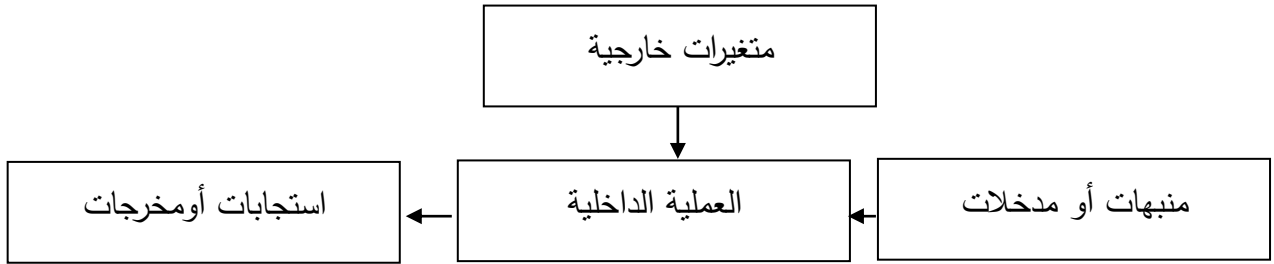 متغيرات خارجية
منبهات أو مدخلات
العملية الداخلية
استجابات أومخرجات